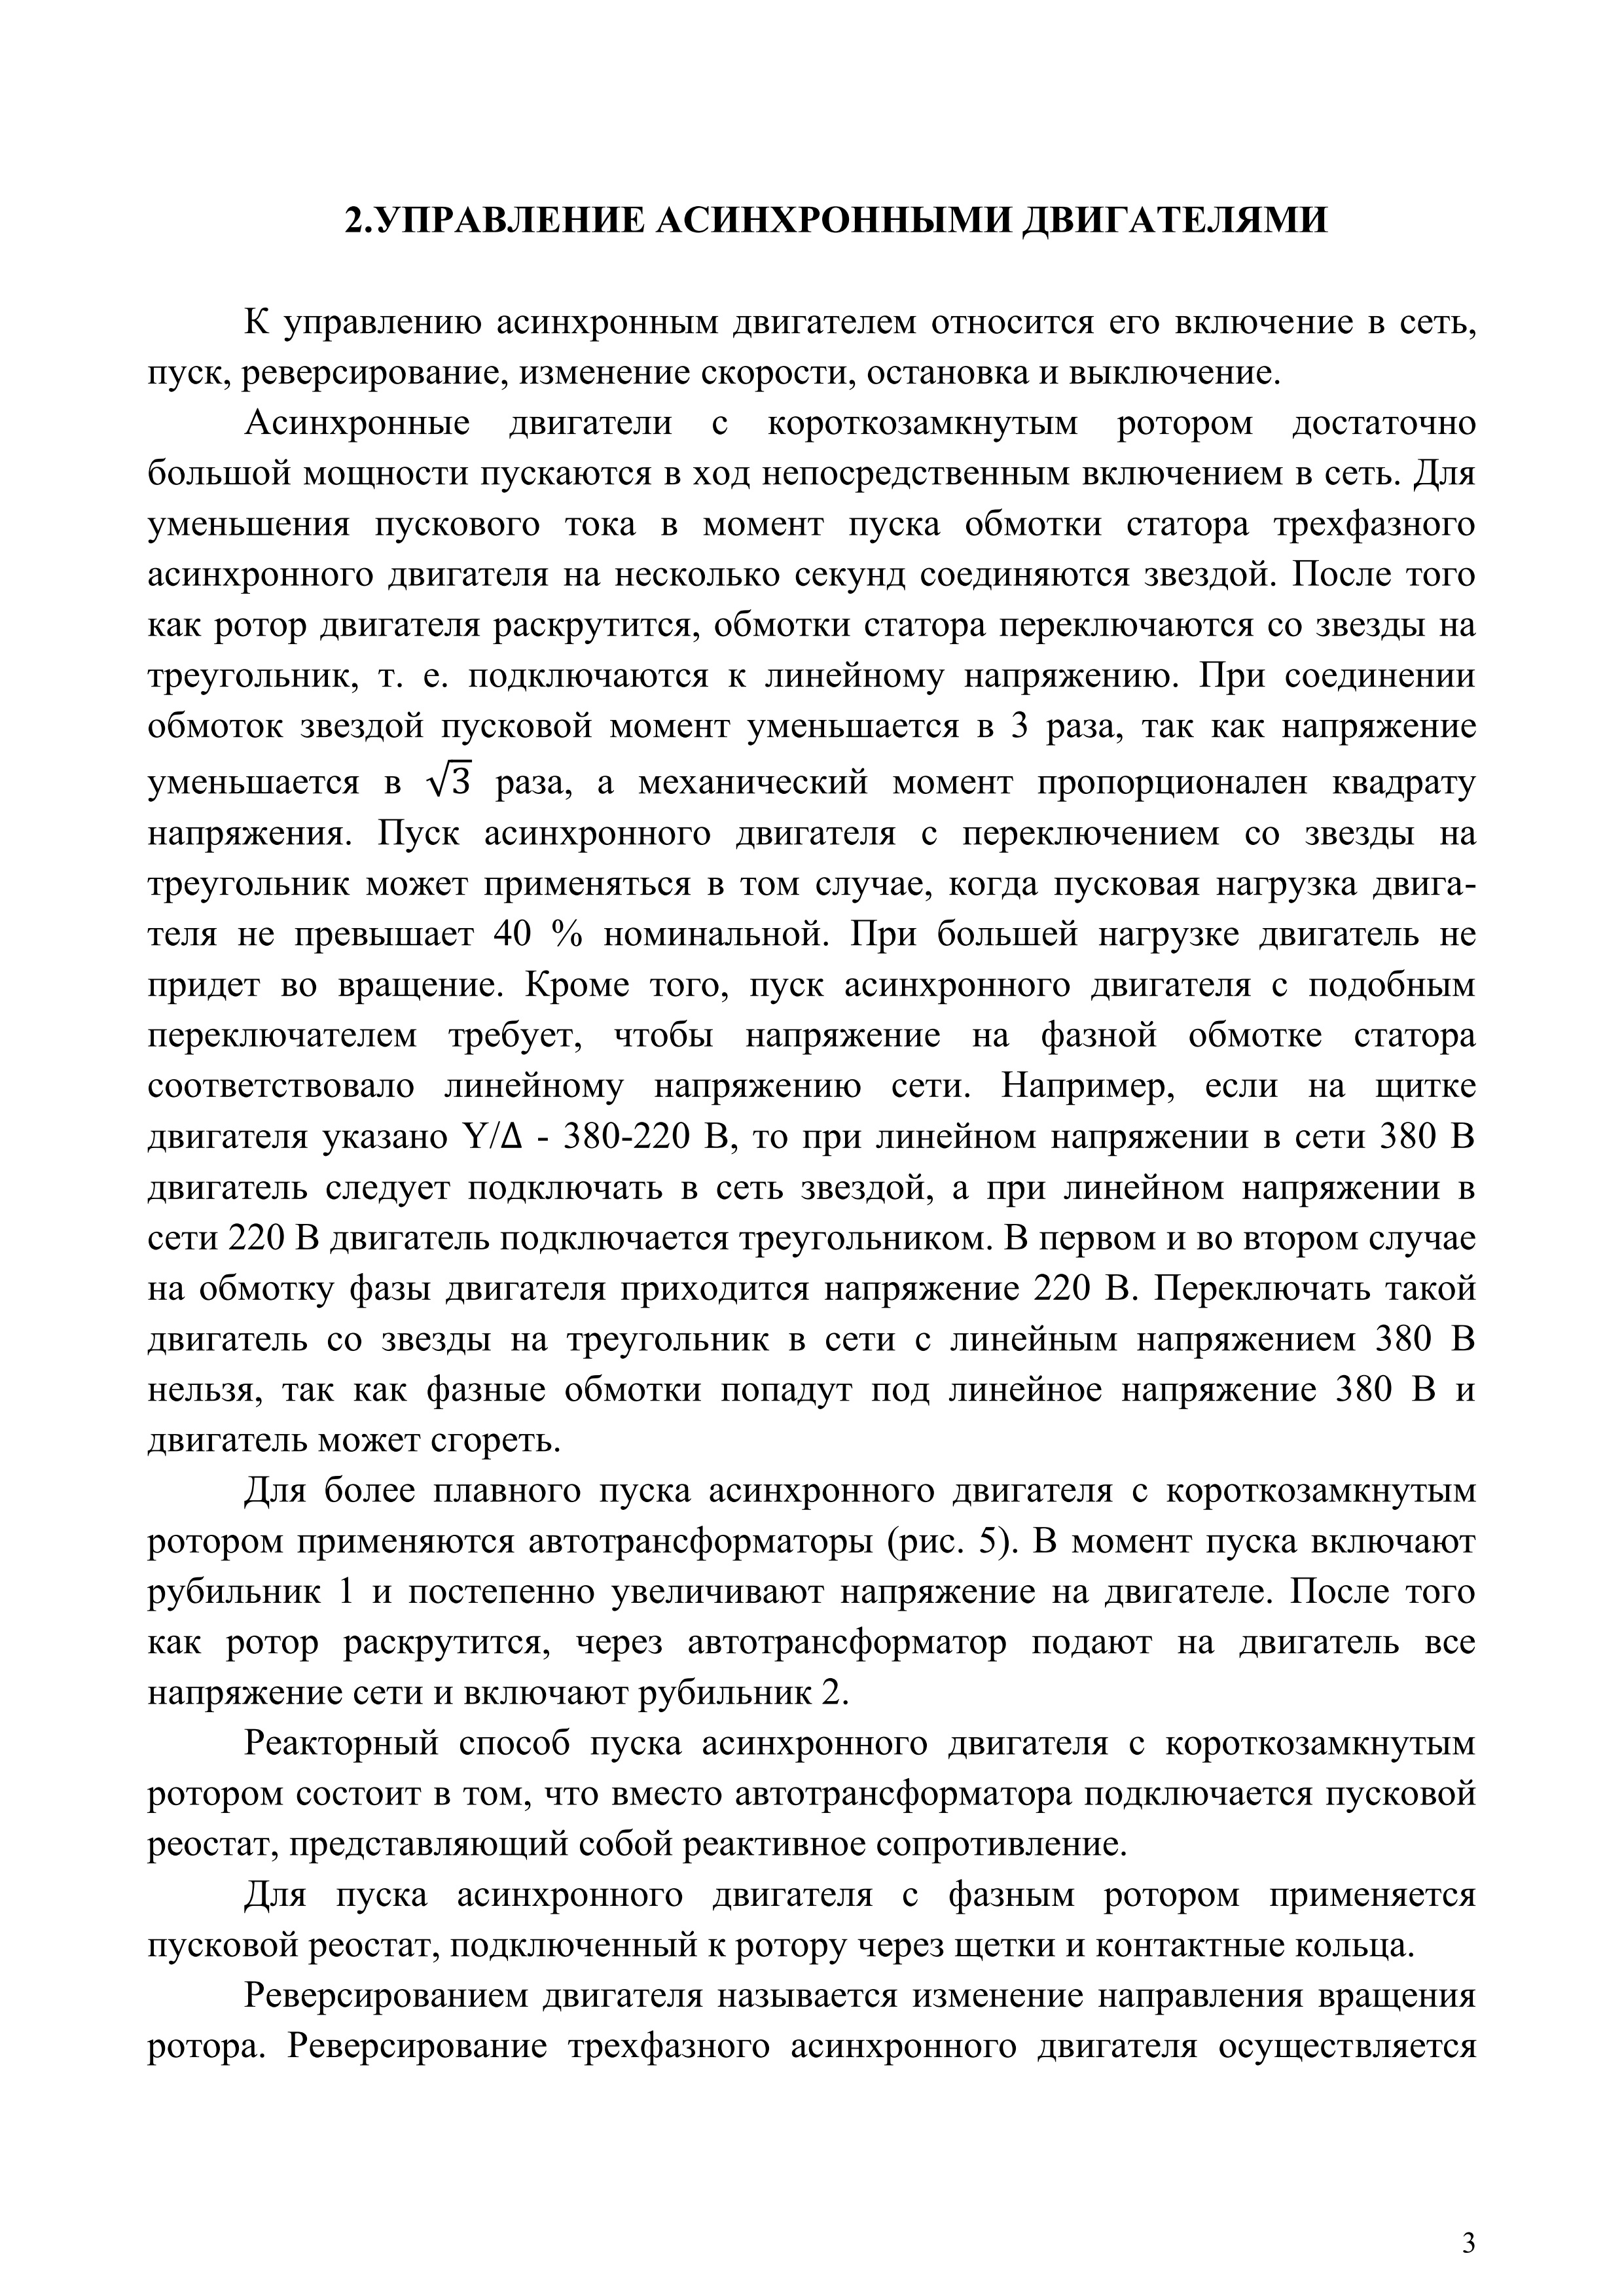 2.УПРАВЛЕНИЕ АСИНХРОННЫМИ ДВИГАТЕЛЯМИ
К управлению асинхронным двигателем относится его включение в сеть,
пуск, реверсирование, изменение скорости, остановка и выключение.
Асинхронные двигатели с короткозамкнутым ротором достаточно
большой мощности пускаются в ход непосредственным включением в сеть. Для
уменьшения пускового тока в момент пуска обмотки статора трехфазного
асинхронного двигателя на несколько секунд соединяются звездой. После того
как ротор двигателя раскрутится, обмотки статора переключаются со звезды на
треугольник, т. е. подключаются к линейному напряжению. При соединении
обмоток звездой пусковой момент уменьшается в 3 раза, так как напряжение
уменьшается в √3 раза, а механический момент пропорционален квадрату
напряжения. Пуск асинхронного двигателя с переключением со звезды на
треугольник может применяться в том случае, когда пусковая нагрузка двига-
теля не превышает 40 % номинальной. При большей нагрузке двигатель не
придет во вращение. Кроме того, пуск асинхронного двигателя с подобным
переключателем требует, чтобы напряжение на фазной обмотке статора
соответствовало линейному напряжению сети. Например, если на щитке
двигателя указано Y/Δ - 380-220 В, то при линейном напряжении в сети 380 В
двигатель следует подключать в сеть звездой, а при линейном напряжении в
сети 220 В двигатель подключается треугольником. В первом и во втором случае
на обмотку фазы двигателя приходится напряжение 220 В. Переключать такой
двигатель со звезды на треугольник в сети с линейным напряжением 380 В
нельзя, так как фазные обмотки попадут под линейное напряжение 380 В и
двигатель может сгореть.
Для более плавного пуска асинхронного двигателя с короткозамкнутым
ротором применяются автотрансформаторы (рис. 5). В момент пуска включают
рубильник 1 и постепенно увеличивают напряжение на двигателе. После того
как ротор раскрутится, через автотрансформатор подают на двигатель все
напряжение сети и включают рубильник 2.
Реакторный способ пуска асинхронного двигателя с короткозамкнутым
ротором состоит в том, что вместо автотрансформатора подключается пусковой
реостат, представляющий собой реактивное сопротивление.
Для пуска асинхронного двигателя с фазным ротором применяется
пусковой реостат, подключенный к ротору через щетки и контактные кольца.
Реверсированием двигателя называется изменение направления вращения
ротора. Реверсирование трехфазного асинхронного двигателя осуществляется
3